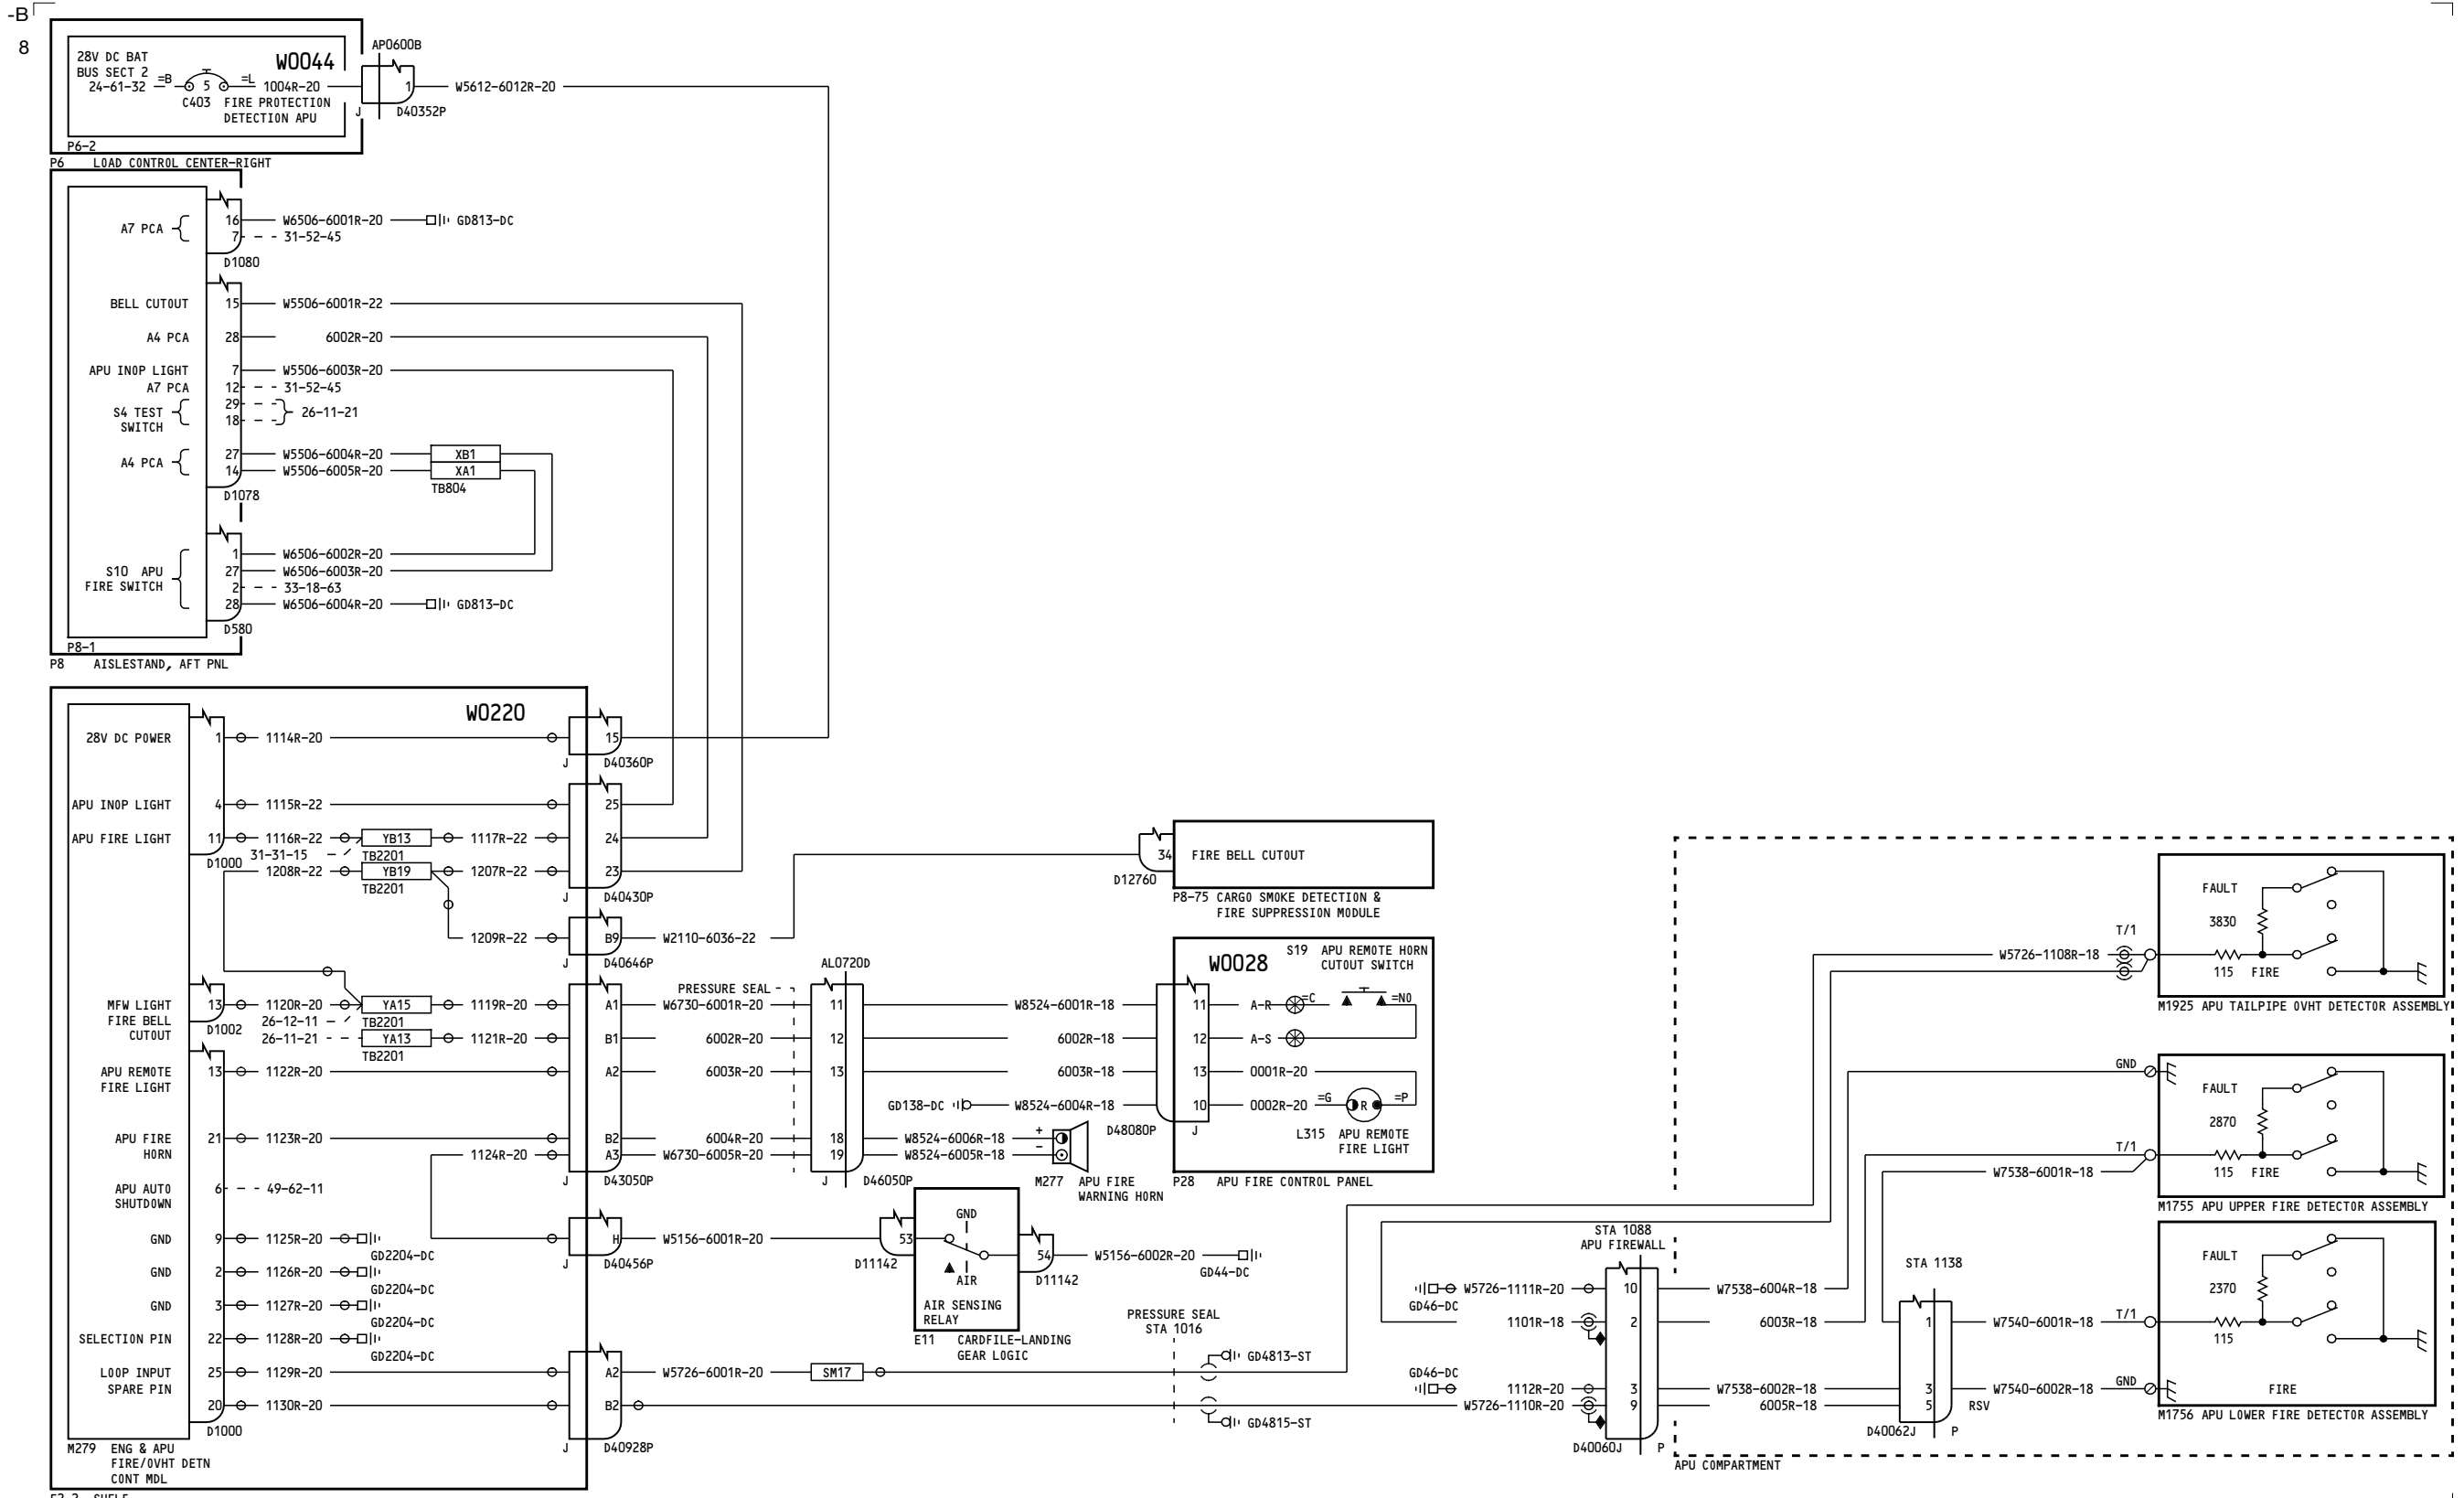 -B
8
28V DC BAT
BUS SECT 2
24-61-32
=B
5
=L
C403
W0044
1004R-20
FIRE PROTECTION
DETECTION APU
P6-2
P6 LOAD CONTROL CENTER-RIGHT
AP0600B
1
J
D40352P
W5612-6012R-20
A7 PCA
16
W6506-6001R-20
GD813-DC
7
31-52-45
D1080
BELL CUTOUT
15
W5506-6001R-22
A4 PCA
28
6002R-20
APU INOP LIGHT
7
W5506-6003R-20
A7 PCA
12
31-52-45
S4 TEST
SWITCH
29
18
26-11-21
A4 PCA
27
W5506-6004R-20
XB1
14
W5506-6005R-20
XA1
TB804
D1078
S10 APU
FIRE SWITCH
1
W6506-6002R-20
27
W6506-6003R-20
2
33-18-63
28
W6506-6004R-20
GD813-DC
D580
P8-1
P8 AISLESTAND, AFT PNL
W0220
28V DC POWER
1
1114R-20
15
J
D40360P
APU INOP LIGHT
4
1115R-22
25
APU FIRE LIGHT
11
1116R-22
YB13
1117R-22
24
D1000
31-31-15
TB2201
1208R-22
YB19
1207R-22
23
TB2201
J
D40430P
1209R-22
B9
W2110-6036-22
J
D40646P
34
FIRE BELL CUTOUT
D12760
P8-75 CARGO SMOKE DETECTION &
FIRE SUPPRESSION MODULE
MFW LIGHT
FIRE BELL
CUTOUT
13
1120R-20
YA15
1119R-20
A1
D1002
26-12-11
TB2201
26-11-21
YA13
1121R-20
B1
TB2201
APU REMOTE
FIRE LIGHT
13
1122R-20
A2
APU FIRE
HORN
21
1123R-20
B2
1124R-20
A3
J
D43050P
PRESSURE SEAL
W6730-6001R-20
6002R-20
6003R-20
6004R-20
W6730-6005R-20
AL0720D
11
12
13
18
19
J
D46050P
W8524-6001R-18
6002R-18
6003R-18
GD138-DC
W8524-6004R-18
W8524-6006R-18
W8524-6005R-18
+
-
M277 APU FIRE
WARNING HORN
D48080P
J
W0028
S19 APU REMOTE HORN
CUTOUT SWITCH
11
A-R
=C
=NO
12
A-S
13
0001R-20
10
0002R-20
=G
R
=P
L315 APU REMOTE
FIRE LIGHT
P28 APU FIRE CONTROL PANEL
APU AUTO
SHUTDOWN
6
49-62-11
GND
9
1125R-20
GD2204-DC
GND
2
1126R-20
GD2204-DC
GND
3
1127R-20
GD2204-DC
SELECTION PIN
22
1128R-20
GD2204-DC
LOOP INPUT
SPARE PIN
25
1129R-20
20
1130R-20
D1000
M279 ENG & APU
FIRE/OVHT DETN
CONT MDL
H
W5156-6001R-20
J
D40456P
53
D11142
GND
AIR
AIR SENSING
RELAY
E11 CARDFILE-LANDING
GEAR LOGIC
54
D11142
W5156-6002R-20
GD44-DC
A2
W5726-6001R-20
SM17
B2
J
D40928P
PRESSURE SEAL
STA 1016
GD4813-ST
GD4815-ST
STA 1088
APU FIREWALL
W5726-1111R-20
10
GD46-DC
1101R-18
2
GD46-DC
1112R-20
3
W5726-1110R-20
9
D40060J
P
W7538-6004R-18
6003R-18
W7538-6002R-18
6005R-18
STA 1138
1
3
5
RSV
D40062J
P
W7540-6001R-18
T/1
W7540-6002R-18
GND
W5726-1108R-18
T/1
FAULT
3830
115 FIRE
M1925 APU TAILPIPE OVHT DETECTOR ASSEMBLY
GND
T/1
W7538-6001R-18
FAULT
2870
115 FIRE
M1755 APU UPPER FIRE DETECTOR ASSEMBLY
FAULT
2370
115
FIRE
M1756 APU LOWER FIRE DETECTOR ASSEMBLY
APU COMPARTMENT